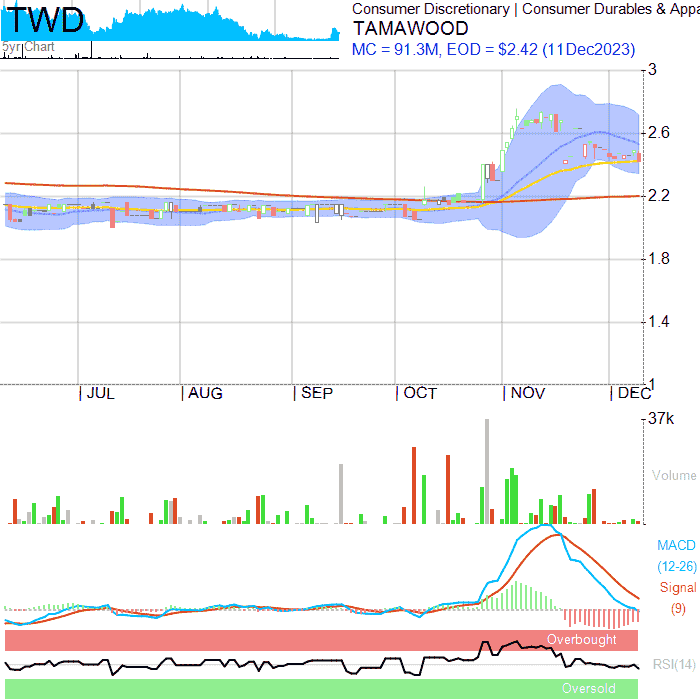 TWD
5yr Chart
Consumer Discretionary | Consumer Durables & Appa
TAMAWOOD
MC = 91.3M, EOD = $2.42 (11Dec2023)
3
2.6
2.2
1.8
1.4
1
JUL AUG SEP OCT NOV DEC
37k
Volume
MACD
(12-26)
Signal
(9)
Overbought
RSI(14)
Oversold